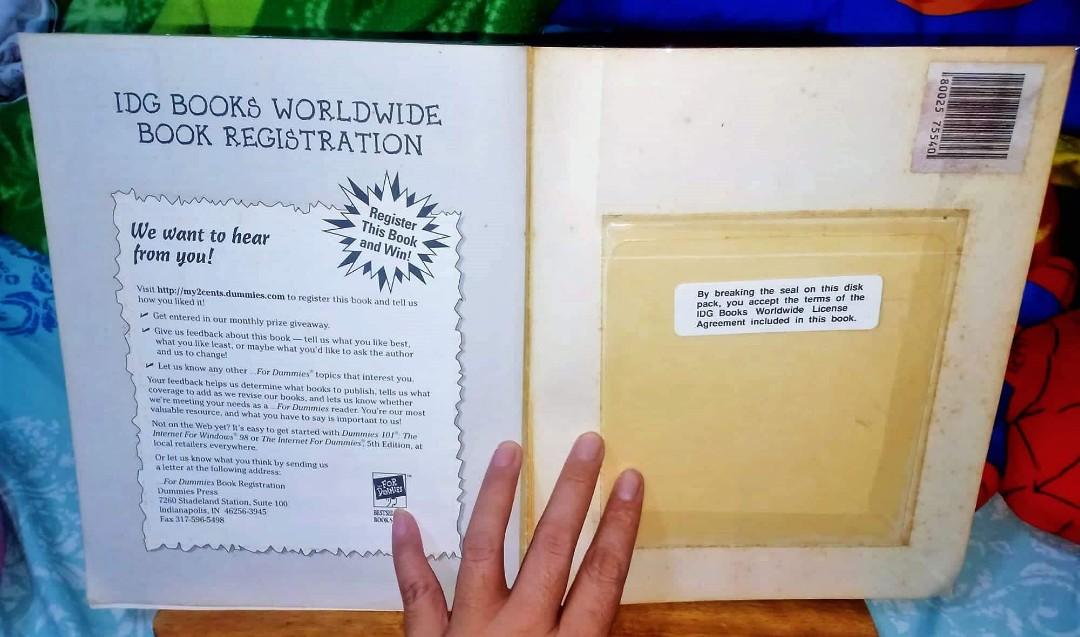 IDG BOOKS WORLDWIDE
BOOK REGISTRATION
Register
This Book
and Win!
We want to hear
from you!
Visit http://my2cents.dummies.com to register this book and tell us
how you liked it!
✓ Get entered in our monthly prize giveaway.
✓ Give us feedback about this book — tell us what you like best,
what you like least, or maybe what you'd like to ask the author
and us to change!
✓ Let us know any other ...For Dummies® topics that interest you.
Your feedback helps us determine what books to publish, tells us what
coverage to add as we revise our books, and lets us know whether
we're meeting your needs as a ...For Dummies reader. You're our most
valuable resource, and what you have to say is important to us!
Not on the Web yet? It's easy to get started with Dummies 101®: The
Internet For Windows® 98 or The Internet For Dummies®, 5th Edition, at
local retailers everywhere.
Or let us know what you think by sending us
a letter at the following address:
...For Dummies Book Registration
Dummies Press
7260 Shadeland Station, Suite 100
Indianapolis, IN 46256-3945
Fax 317-596-5498
...FOR
DUMMIES
™
80025 75540
By breaking the seal on this disk
pack, you accept the terms of the
IDG Books Worldwide License
Agreement included in this book.